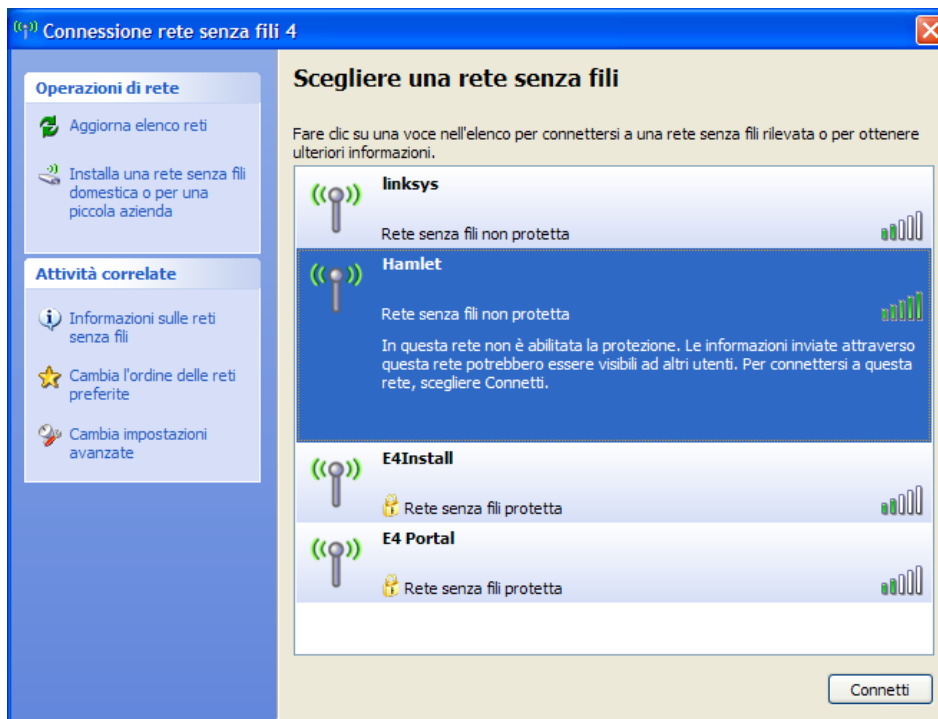 Connessione rete senza fili 4
Operazioni di rete
Aggiorna elenco reti
Installa una rete senza fili
domestica o per una
piccola azienda
Attività correlate
Informazioni sulle reti
senza fili
Cambia l'ordine delle reti
preferite
Cambia impostazioni
avanzate
Scegliere una rete senza fili
Fare clic su una voce nell'elenco per connettersi a una rete senza fili rilevata o per ottenere
ulteriori informazioni.
linksys
Rete senza fili non protetta
Hamlet
Rete senza fili non protetta
In questa rete non è abilitata la protezione. Le informazioni inviate attraverso
questa rete potrebbero essere visibili ad altri utenti. Per connettersi a questa
rete, scegliere Connetti.
E4Install
Rete senza fili protetta
E4 Portal
Rete senza fili protetta
Connetti